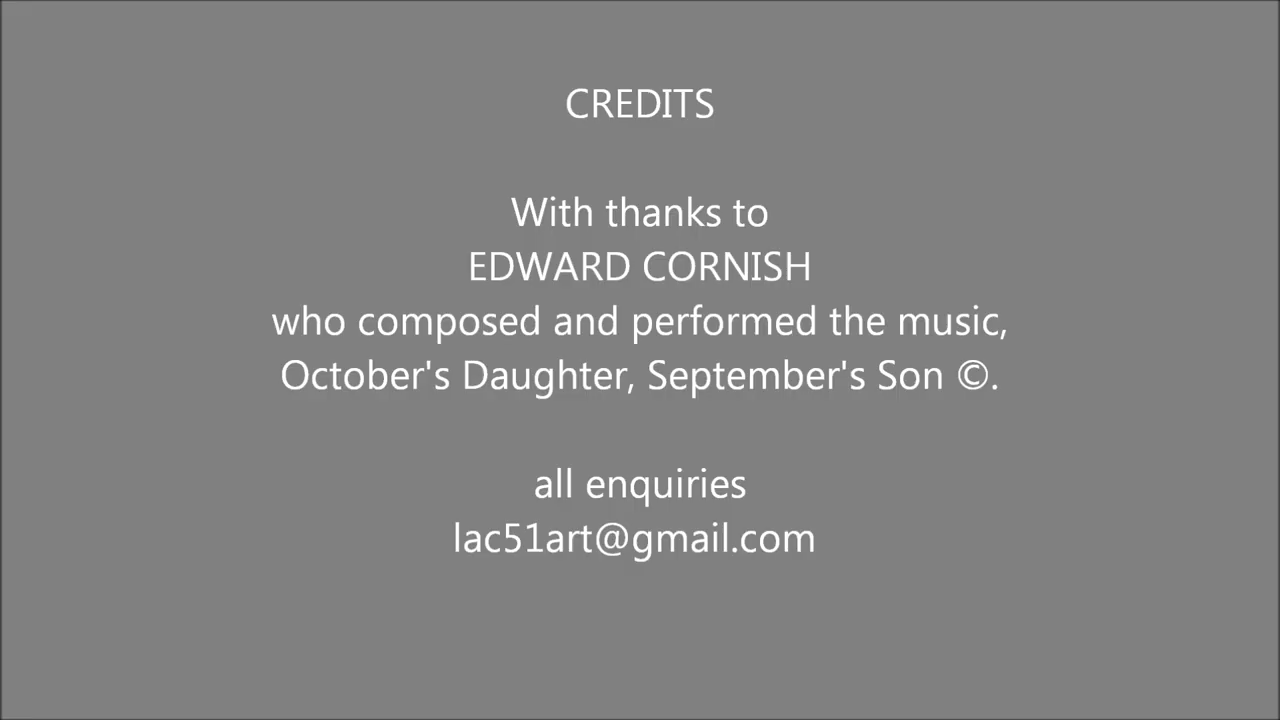 CREDITS
With thanks to
EDWARD CORNISH
who composed and performed the music,
October's Daughter, September's Son ©.
all enquiries
lac51art@gmail.com